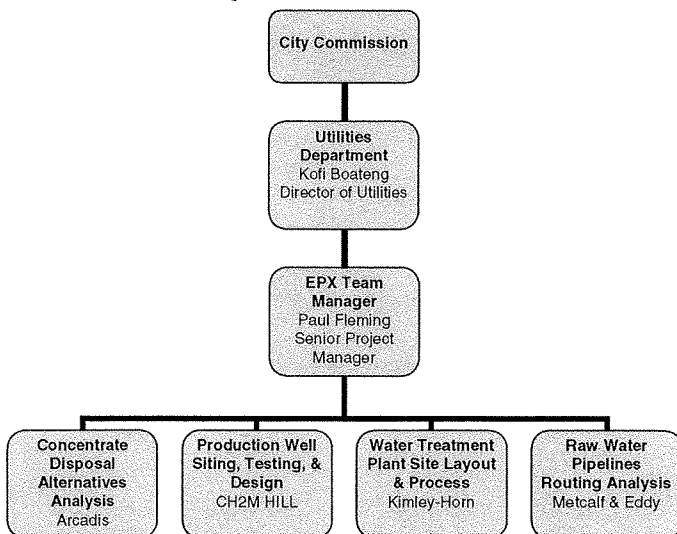 City Commission
Utilities
Department
Kofi Boateng
Director of Utilities
EPX Team
Manager
Paul Fleming
Senior Project
Manager
Concentrate
Disposal
Alternatives
Analysis
Arcadis
Production Well
Siting, Testing, &
Design
CH2M HILL
Water Treatment
Plant Site Layout
& Process
Kimley-Horn
Raw Water
Pipelines
Routing Analysis
Metcalf & Eddy